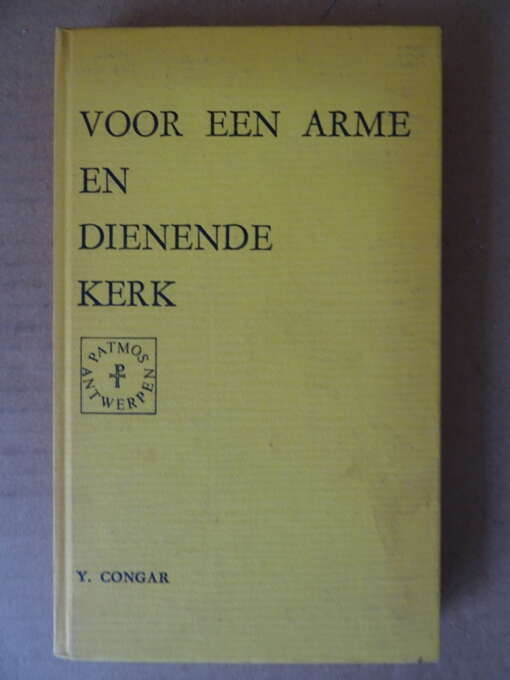 VOOR EEN ARME
EN
DIENENDE
KERK
PATMOS
ANTWERPEN
Y. CONGAR